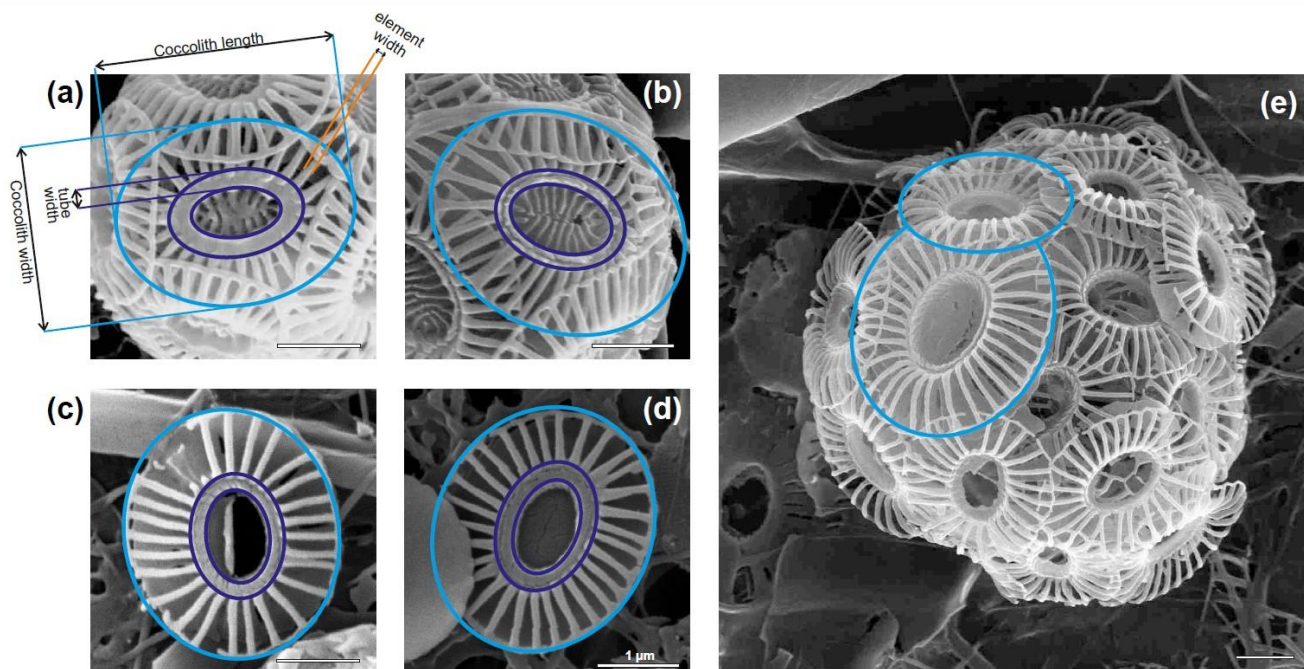 Coccolith length
element
width
(a)
(b)
(e)
Coccolith width
tube
width
(c)
(d)
1 µm